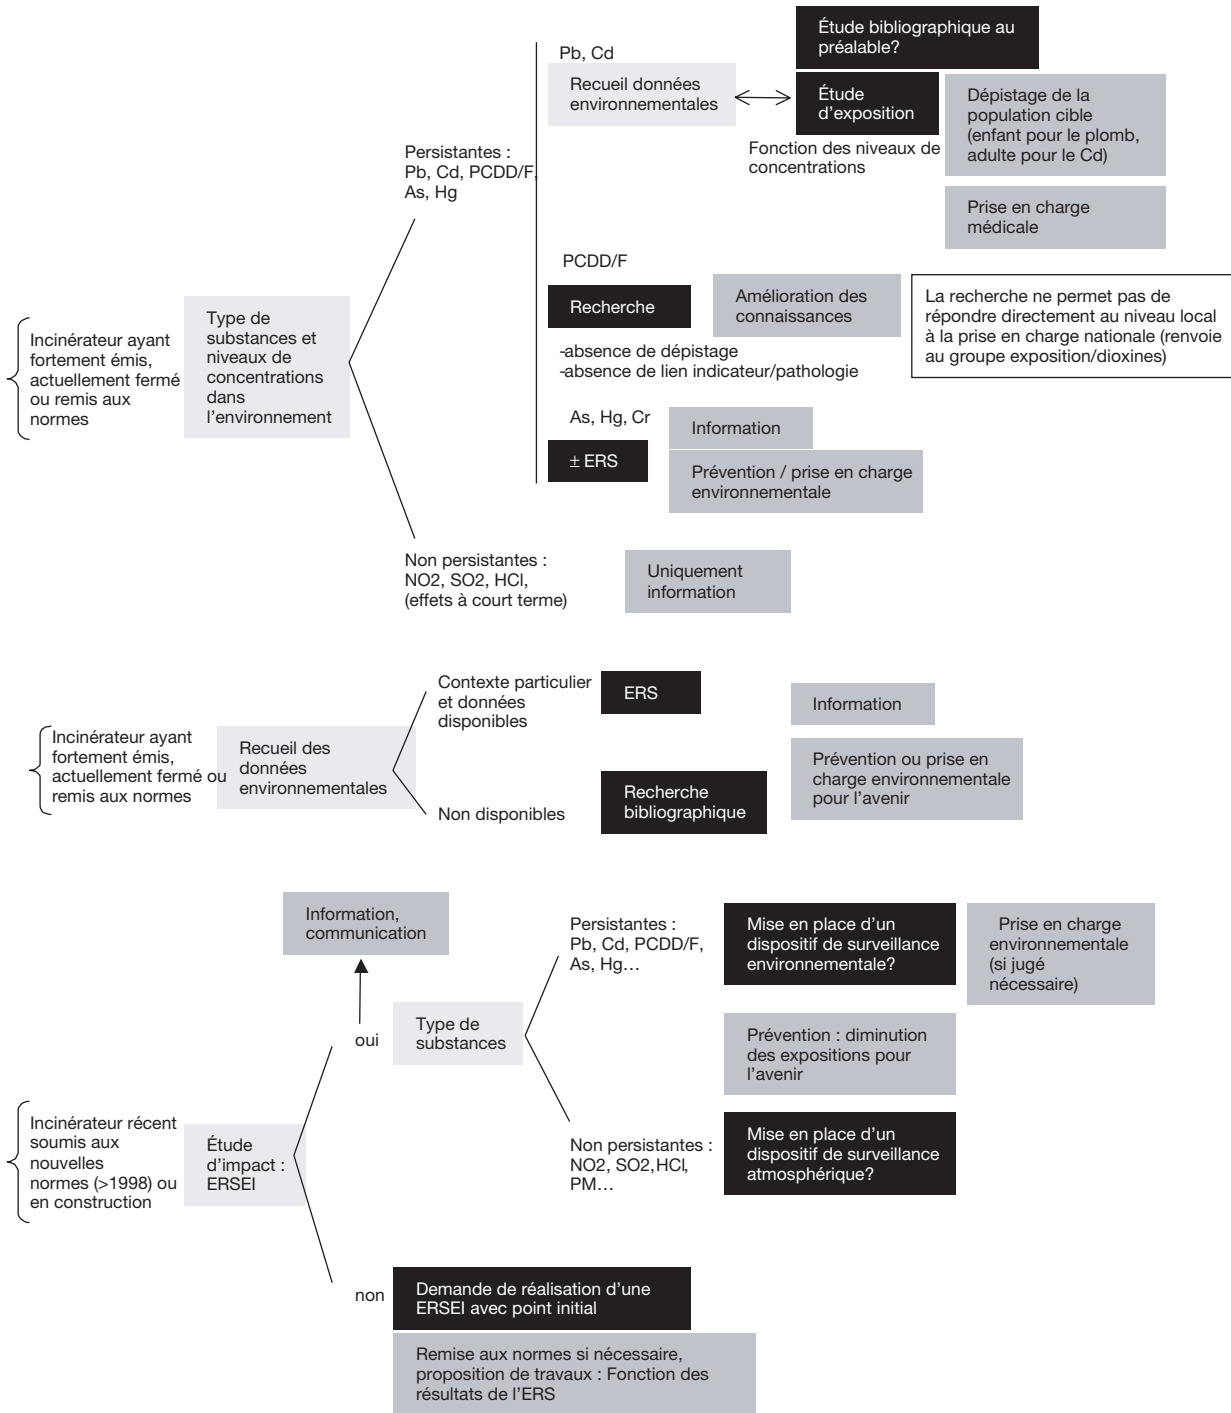 Étude bibliographique au
préalable?
Pb, Cd
Recueil données
environnementales
Étude
d'exposition
Dépistage de la
population cible
(enfant pour le plomb,
adulte pour le Cd)
Fonction des niveaux de
concentrations
Prise en charge
médicale
Persistantes :
Pb, Cd, PCDD/F,
As, Hg
PCDD/F
Recherche
Amélioration des
connaissances
La recherche ne permet pas de
répondre directement au niveau local
à la prise en charge nationale (renvoie
au groupe exposition/dioxines)
-absence de dépistage
-absence de lien indicateur/pathologie
Incinérateur ayant
fortement émis,
actuellement fermé
ou remis aux
normes
Type de
substances et
niveaux de
concentrations
dans
l'environnement
As, Hg, Cr
± ERS
Information
Prévention / prise en charge
environnementale
Non persistantes :
NO2, SO2, HCl,
(effets à court terme)
Uniquement
information
Incinérateur ayant
fortement émis,
actuellement fermé ou
remis aux normes
Recueil des
données
environnementales
Contexte particulier
et données
disponibles
ERS
Information
Non disponibles
Recherche
bibliographique
Prévention ou prise en
charge environnementale
pour l'avenir
Information,
communication
oui
Type de
substances
Persistantes :
Pb, Cd, PCDD/F,
As, Hg…
Mise en place d'un
dispositif de surveillance
environnementale?
Prise en charge
environnementale
(si jugé
nécessaire)
Prévention : diminution
des expositions pour
l'avenir
Incinérateur récent
soumis aux
nouvelles
normes (>1998) ou
en construction
Étude
d'impact :
ERSEI
Non persistantes :
NO2, SO2,HCl,
PM…
Mise en place d'un
dispositif de surveillance
atmosphérique?
non
Demande de réalisation d'une
ERSEI avec point initial
Remise aux normes si nécessaire,
proposition de travaux : Fonction des
résultats de l'ERS